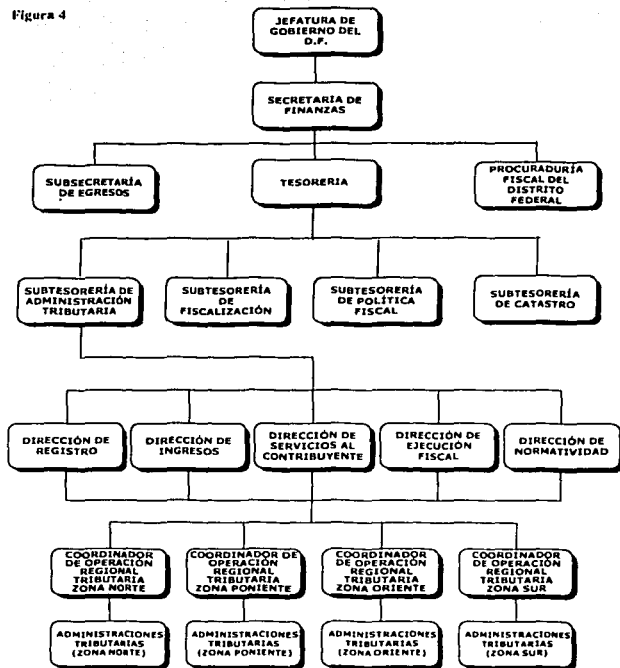 Figura 4
JEFATURA DE
GOBIERNO DEL
D.F.
SECRETARÍA DE
FINANZAS
SUBSECRETARÍA
DE EGRESOS
TESORERIA
PROCURADURÍA
FISCAL DEL
DISTRITO
FEDERAL
SUBTESORERÍA DE
ADMINISTRACIÓN
TRIBUTARIA
SUBTESORERÍA
DE
FISCALIZACIÓN
SUBTESORERÍA
DE POLÍTICA
FISCAL
SUBTESORERÍA
DE CATASTRO
DIRECCIÓN DE
REGISTRO
DIRECCIÓN DE
INGRESOS
DIRECCIÓN DE
SERVICIOS AL
CONTRIBUYENTE
DIRECCIÓN DE
EJECUCIÓN
FISCAL
DIRECCIÓN DE
NORMATIVIDAD
COORDINADOR
DE OPERACIÓN
REGIONAL
TRIBUTARIA
ZONA NORTE
COORDINADOR DE
OPERACIÓN
REGIONAL
TRIBUTARIA
ZONA PONIENTE
COORDINADOR
DE OPERACIÓN
REGIONAL
TRIBUTARIA
ZONA ORIENTE
COORDINADOR
DE OPERACIÓN
REGIONAL
TRIBUTARIA
ZONA SUR
ADMINISTRACIONES
TRIBUTARIAS
(ZONA NORTE)
ADMINISTRACIONES
TRIBUTARIAS
(ZONA PONIENTE)
ADMINISTRACIONES
TRIBUTARIAS
(ZONA ORIENTE)
ADMINISTRACIONES
TRIBUTARIAS
(ZONA SUR)